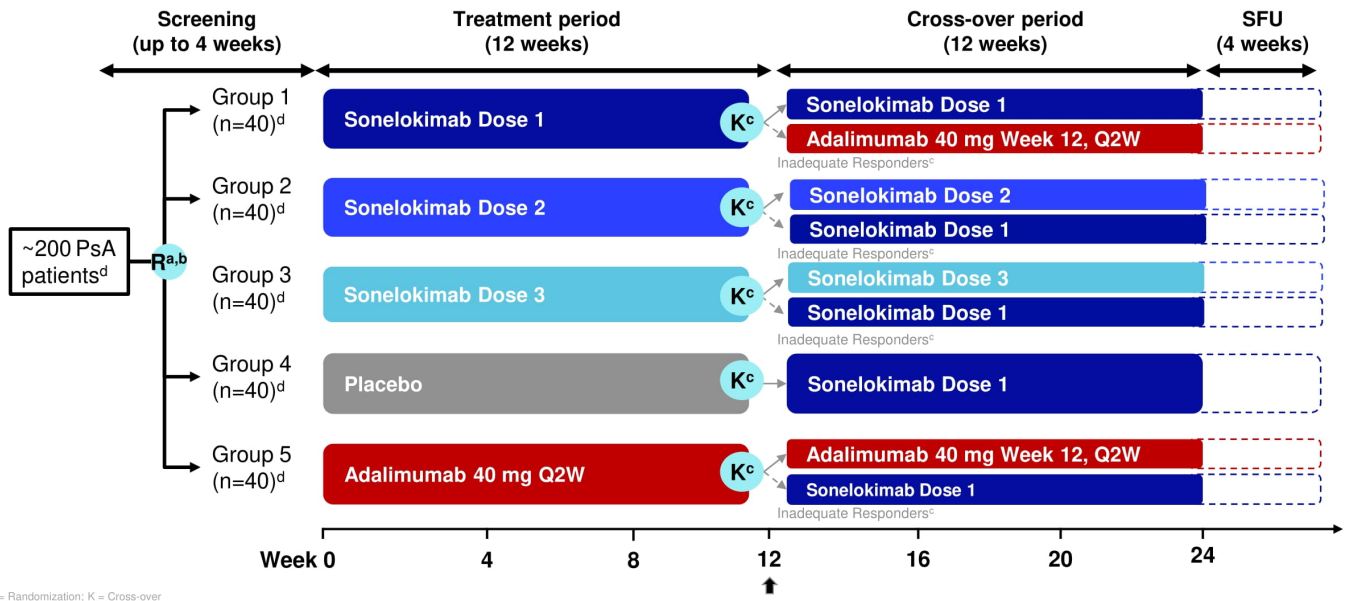 Screening
(up to 4 weeks)
Treatment period
(12 weeks)
Cross-over period
(12 weeks)
SFU
(4 weeks)
~200 PsA
patientsᵈ
Rᵃ,ᵇ
Group 1
(n=40)ᵈ
Sonelokimab Dose 1
Kᶜ
Sonelokimab Dose 1
Adalimumab 40 mg Week 12, Q2W
Inadequate Respondersᶜ
Group 2
(n=40)ᵈ
Sonelokimab Dose 2
Kᶜ
Sonelokimab Dose 2
Sonelokimab Dose 1
Inadequate Respondersᶜ
Group 3
(n=40)ᵈ
Sonelokimab Dose 3
Kᶜ
Sonelokimab Dose 3
Sonelokimab Dose 1
Inadequate Respondersᶜ
Group 4
(n=40)ᵈ
Placebo
Kᶜ
Sonelokimab Dose 1
Group 5
(n=40)ᵈ
Adalimumab 40 mg Q2W
Kᶜ
Adalimumab 40 mg Week 12, Q2W
Sonelokimab Dose 1
Inadequate Respondersᶜ
Week 0 4 8 12 16 20 24
= Randomization; K = Cross-over